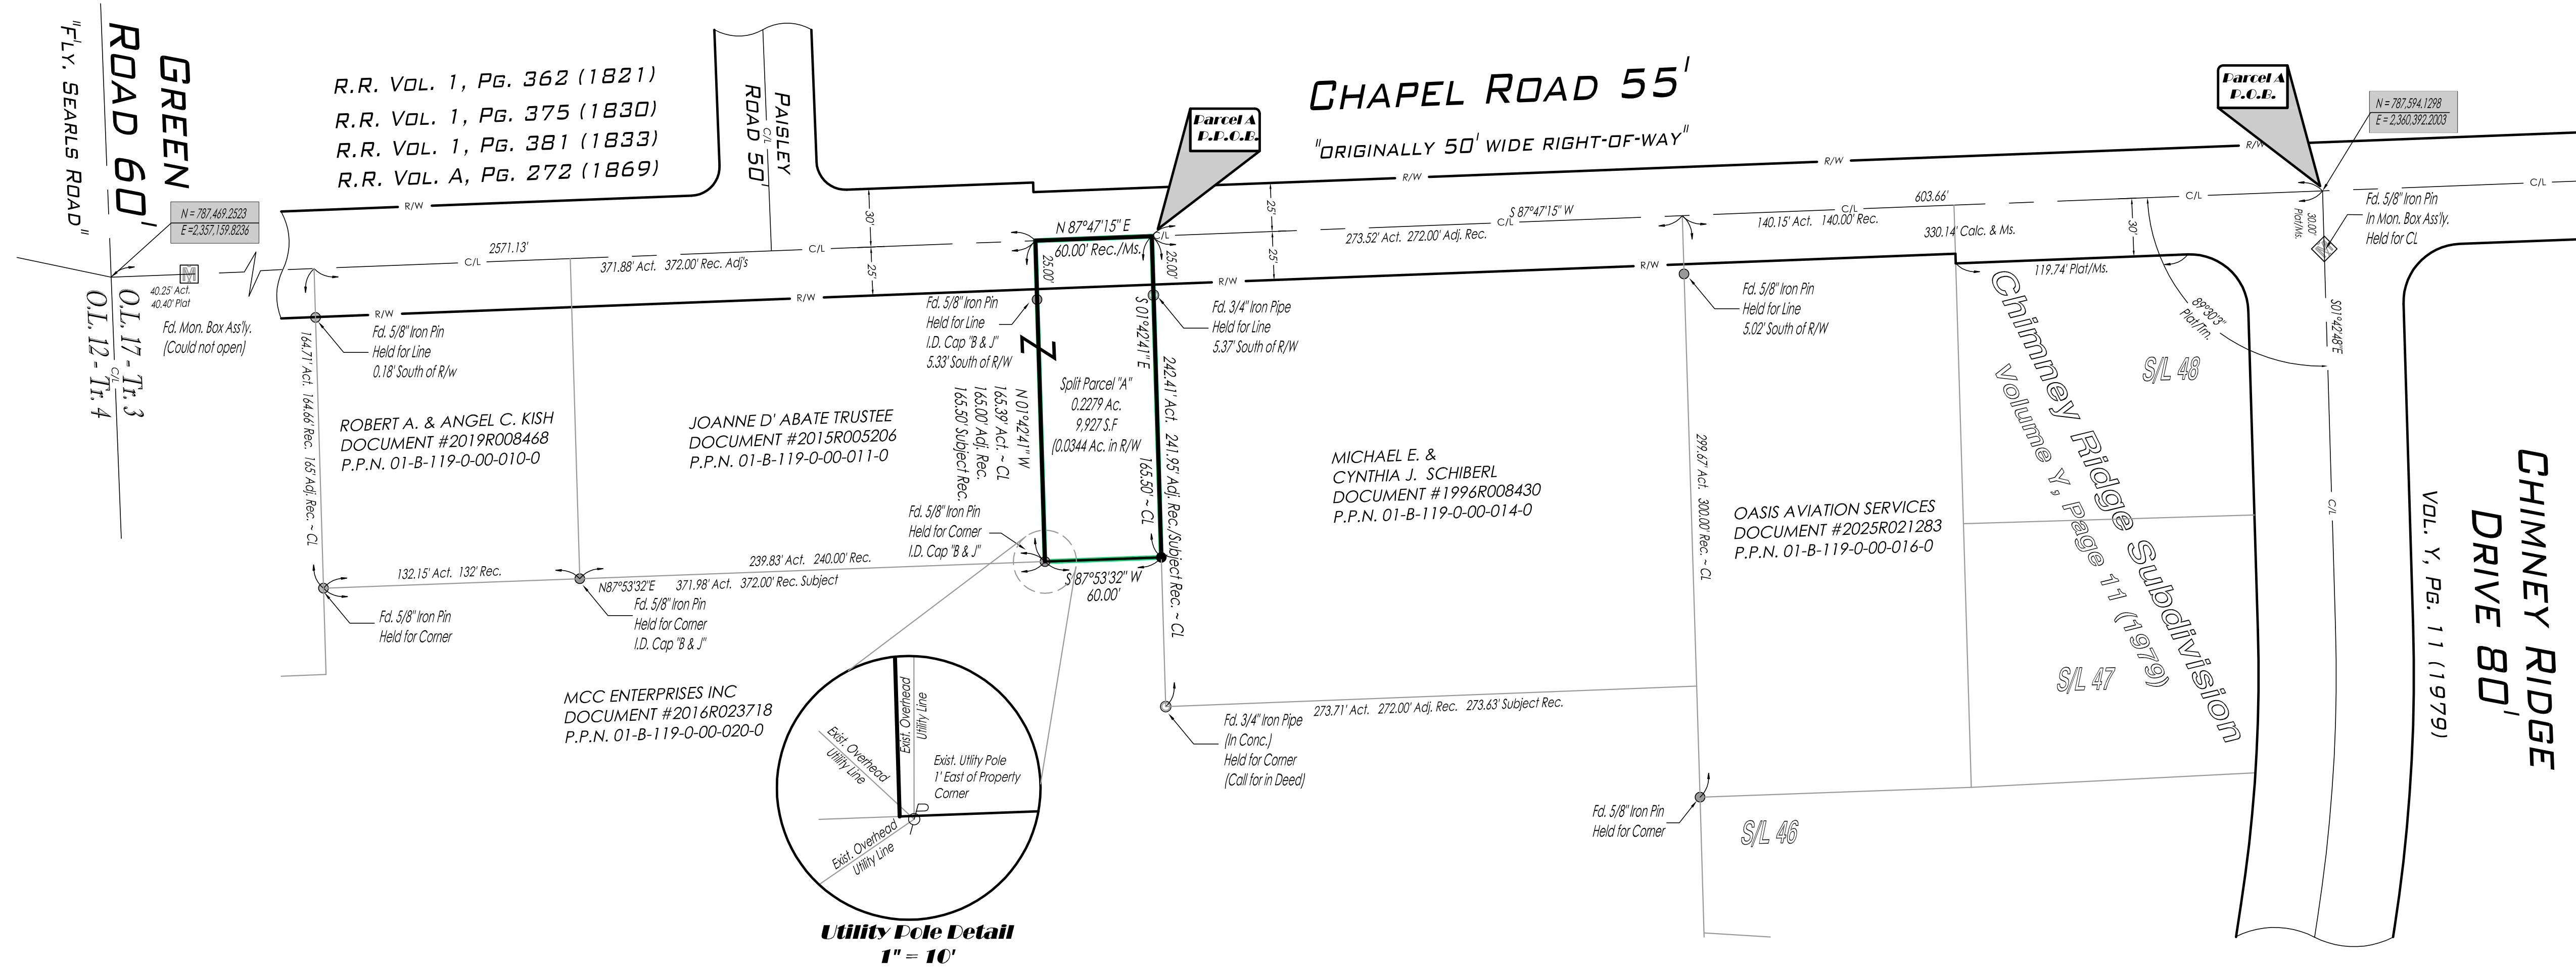 GREEN
ROAD 60'
"FLY. SEARLS ROAD"
R.R. VOL. 1, PG. 362 (1821)
R.R. VOL. 1, PG. 375 (1830)
R.R. VOL. 1, PG. 381 (1833)
R.R. VOL. A, PG. 272 (1869)
N = 787,469.2523
E =2,357,159.8236
PAISLEY
ROAD 50'
C/L
CHAPEL ROAD 55'
"ORIGINALLY 50' WIDE RIGHT-OF-WAY"
Parcel A
P.P.O.B.
Parcel A
P.O.B.
N = 787,594.1298
E = 2,360,392.2003
R/W
R/W
R/W
R/W
C/L
2571.13'
C/L
371.88' Act. 372.00' Rec. Adj's
30'
25'
N 87°47'15" E
60.00' Rec./Ms.
C/L
25.00'
25.00'
25'
25'
S 87°47'15" W
C/L
273.52' Act. 272.00' Adj. Rec.
603.66'
C/L
140.15' Act. 140.00' Rec.
330.14' Calc. & Ms.
30'
C/L
30.00'
Plat/Ms.
C/L
Fd. 5/8" Iron Pin
In Mon. Box Ass'ly.
Held for CL
M
M
40.25' Act.
40.40' Plat
Fd. Mon. Box Ass'ly.
(Could not open)
O.L. 17 - Tr. 3
C/L
O.L. 12 - Tr. 4
R/W
R/W
R/W
R/W
Fd. 5/8" Iron Pin
Held for Line
0.18' South of R/w
Fd. 5/8" Iron Pin
Held for Line
I.D. Cap "B & J"
5.33' South of R/W
Fd. 3/4" Iron Pipe
Held for Line
5.37' South of R/W
Fd. 5/8" Iron Pin
Held for Line
5.02' South of R/W
119.74' Plat/Ms.
89°30'3"
Plat/Trn.
S01°42'48"E
C/L
164.71' Act. 164.66' Rec. 165' Adj. Rec. ~ CL
ROBERT A. & ANGEL C. KISH
DOCUMENT #2019R008468
P.P.N. 01-B-119-0-00-010-0
JOANNE D' ABATE TRUSTEE
DOCUMENT #2015R005206
P.P.N. 01-B-119-0-00-011-0
N 01°42'41" W
165.39' Act. ~ CL
165.00' Adj. Rec.
165.50' Subject Rec.
Z
Split Parcel "A"
0.2279 Ac.
9,927 S.F
(0.0344 Ac. in R/W
S 01°42'41" E
165.50' ~ CL
242.41' Act. 241.95' Adj. Rec./Subject Rec. ~ CL
MICHAEL E. &
CYNTHIA J. SCHIBERL
DOCUMENT #1996R008430
P.P.N. 01-B-119-0-00-014-0
299.67' Act. 300.00' Rec. ~ CL
OASIS AVIATION SERVICES
DOCUMENT #2025R021283
P.P.N. 01-B-119-0-00-016-0
Chimney Ridge Subdivision
Volume Y, Page 11 (1979)
S/L 48
S/L 47
S/L 46
CHIMNEY RIDGE
DRIVE 80'
VOL. Y, PG. 11 (1979)
Fd. 5/8" Iron Pin
Held for Corner
I.D. Cap "B & J"
132.15' Act. 132' Rec.
239.83' Act. 240.00' Rec.
N87°53'32"E 371.98' Act. 372.00' Rec. Subject
S 87°53'32" W
60.00'
Fd. 5/8" Iron Pin
Held for Corner
Fd. 5/8" Iron Pin
Held for Corner
I.D. Cap "B & J"
MCC ENTERPRISES INC
DOCUMENT #2016R023718
P.P.N. 01-B-119-0-00-020-0
273.71' Act. 272.00' Adj. Rec. 273.63' Subject Rec.
Fd. 3/4" Iron Pipe
(In Conc.)
Held for Corner
(Call for in Deed)
Fd. 5/8" Iron Pin
Held for Corner
Exist. Overhead
Utility Line
Exist. Overhead
Utility Line
Exist. Utlity Pole
1' East of Property
Corner
P
Exist. Overhead
Utility Line
Utility Pole Detail
1" = 10'